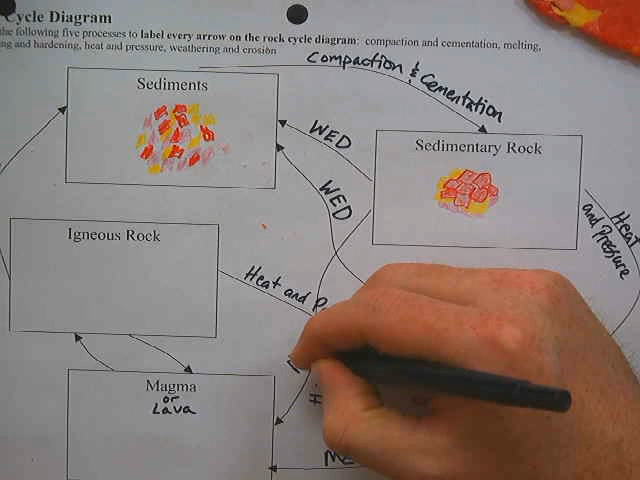 Cycle Diagram
the following five processes to label every arrow on the rock cycle diagram: compaction and cementation, melting,
ng and hardening, heat and pressure, weathering and erosion
Compaction & Cementation
Sediments
WED
Sedimentary Rock
WED
Heat
and Pressure
Igneous Rock
Heat and P
Magma
or
Lava